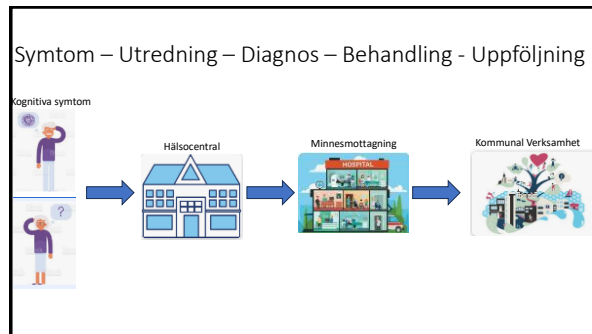 Symtom – Utredning – Diagnos – Behandling - Uppföljning
Kognitiva symtom
Hälsocentral
Minnesmottagning
Kommunal Verksamhet
HOSPITAL
?